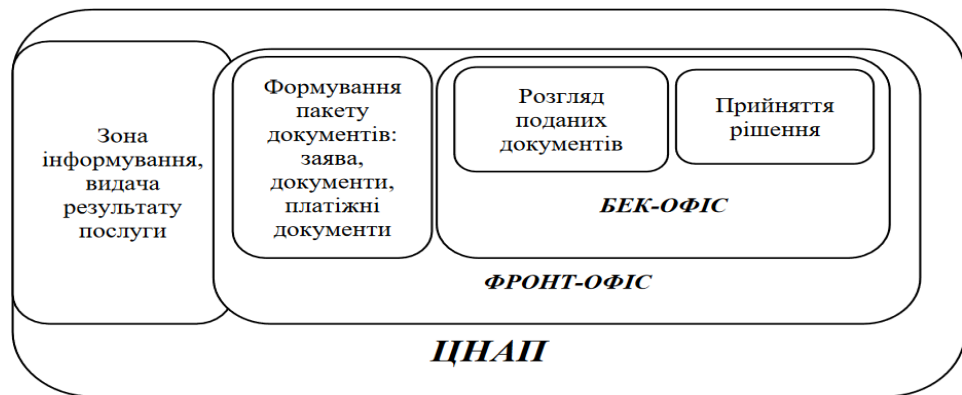 Зона
інформування,
видача
результату
послуги
Формування
пакету
документів:
заява,
документи,
платіжні
документи
Розгляд
поданих
документів
Прийняття
рішення
БЕК-ОФІС
ФРОНТ-ОФІС
ЦНАП